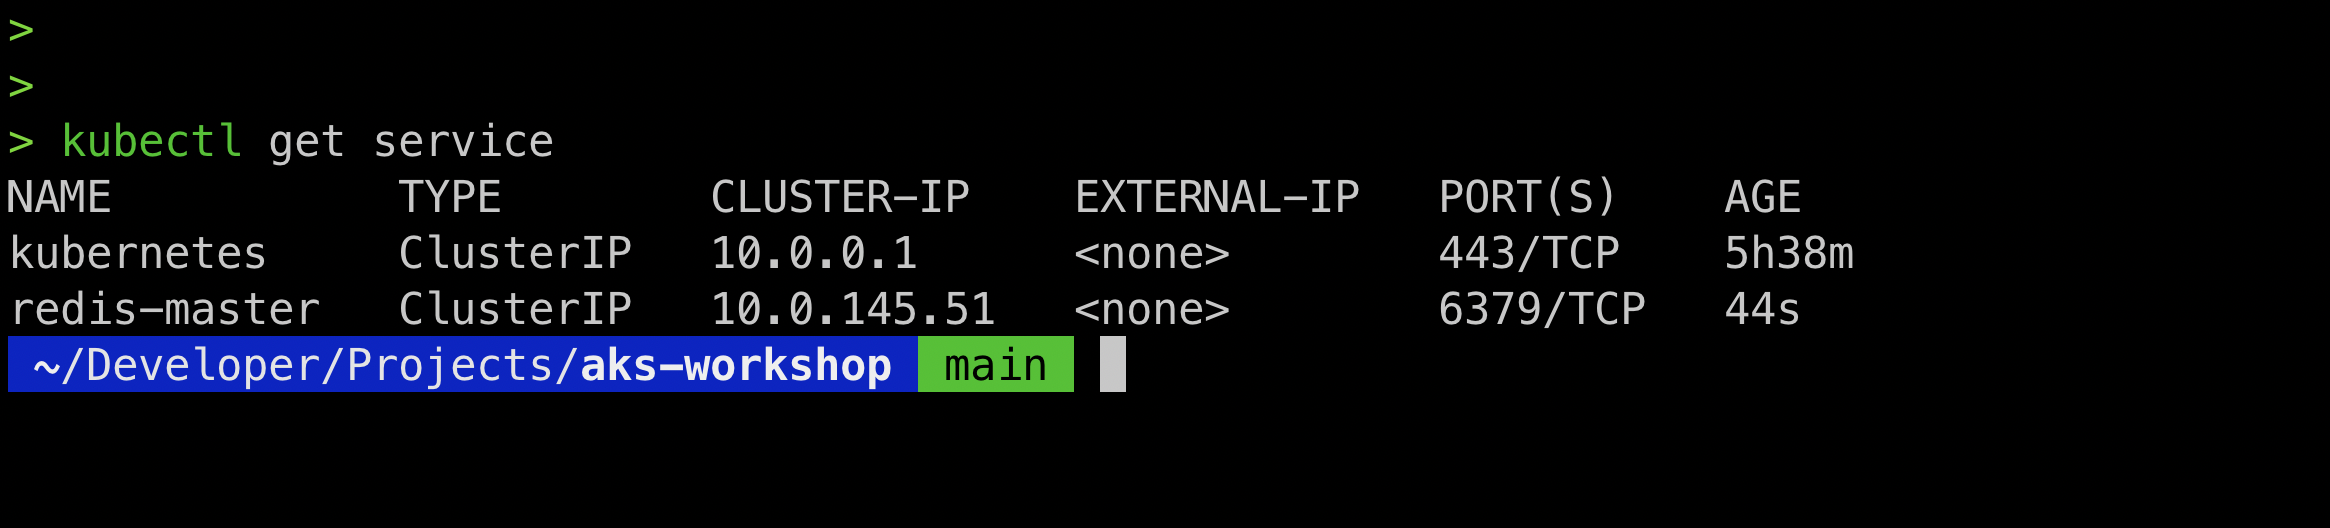 >
>
> kubectl get service
NAME           TYPE        CLUSTER-IP    EXTERNAL-IP   PORT(S)    AGE
kubernetes     ClusterIP   10.0.0.1      <none>        443/TCP    5h38m
redis-master   ClusterIP   10.0.145.51   <none>        6379/TCP   44s
~/Developer/Projects/aks-workshop main